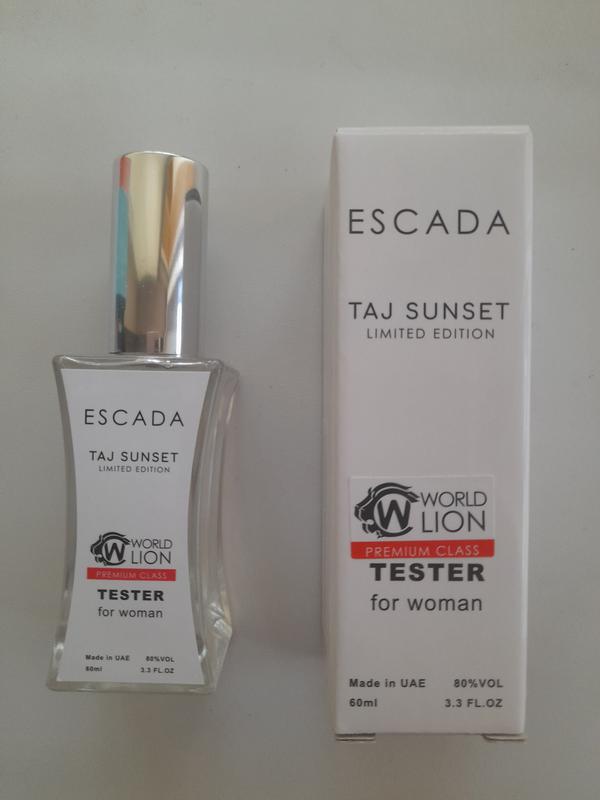 ESCADA
TAJ SUNSET
LIMITED EDITION
W WORLD
LION
PREMIUM CLASS
TESTER
for woman
Made in UAE 80%VOL
60ml 3.3 FL.OZ
ESCADA
TAJ SUNSET
LIMITED EDITION
W WORLD
LION
PREMIUM CLASS
TESTER
for woman
Made in UAE 80%VOL
60ml 3.3 FL.OZ